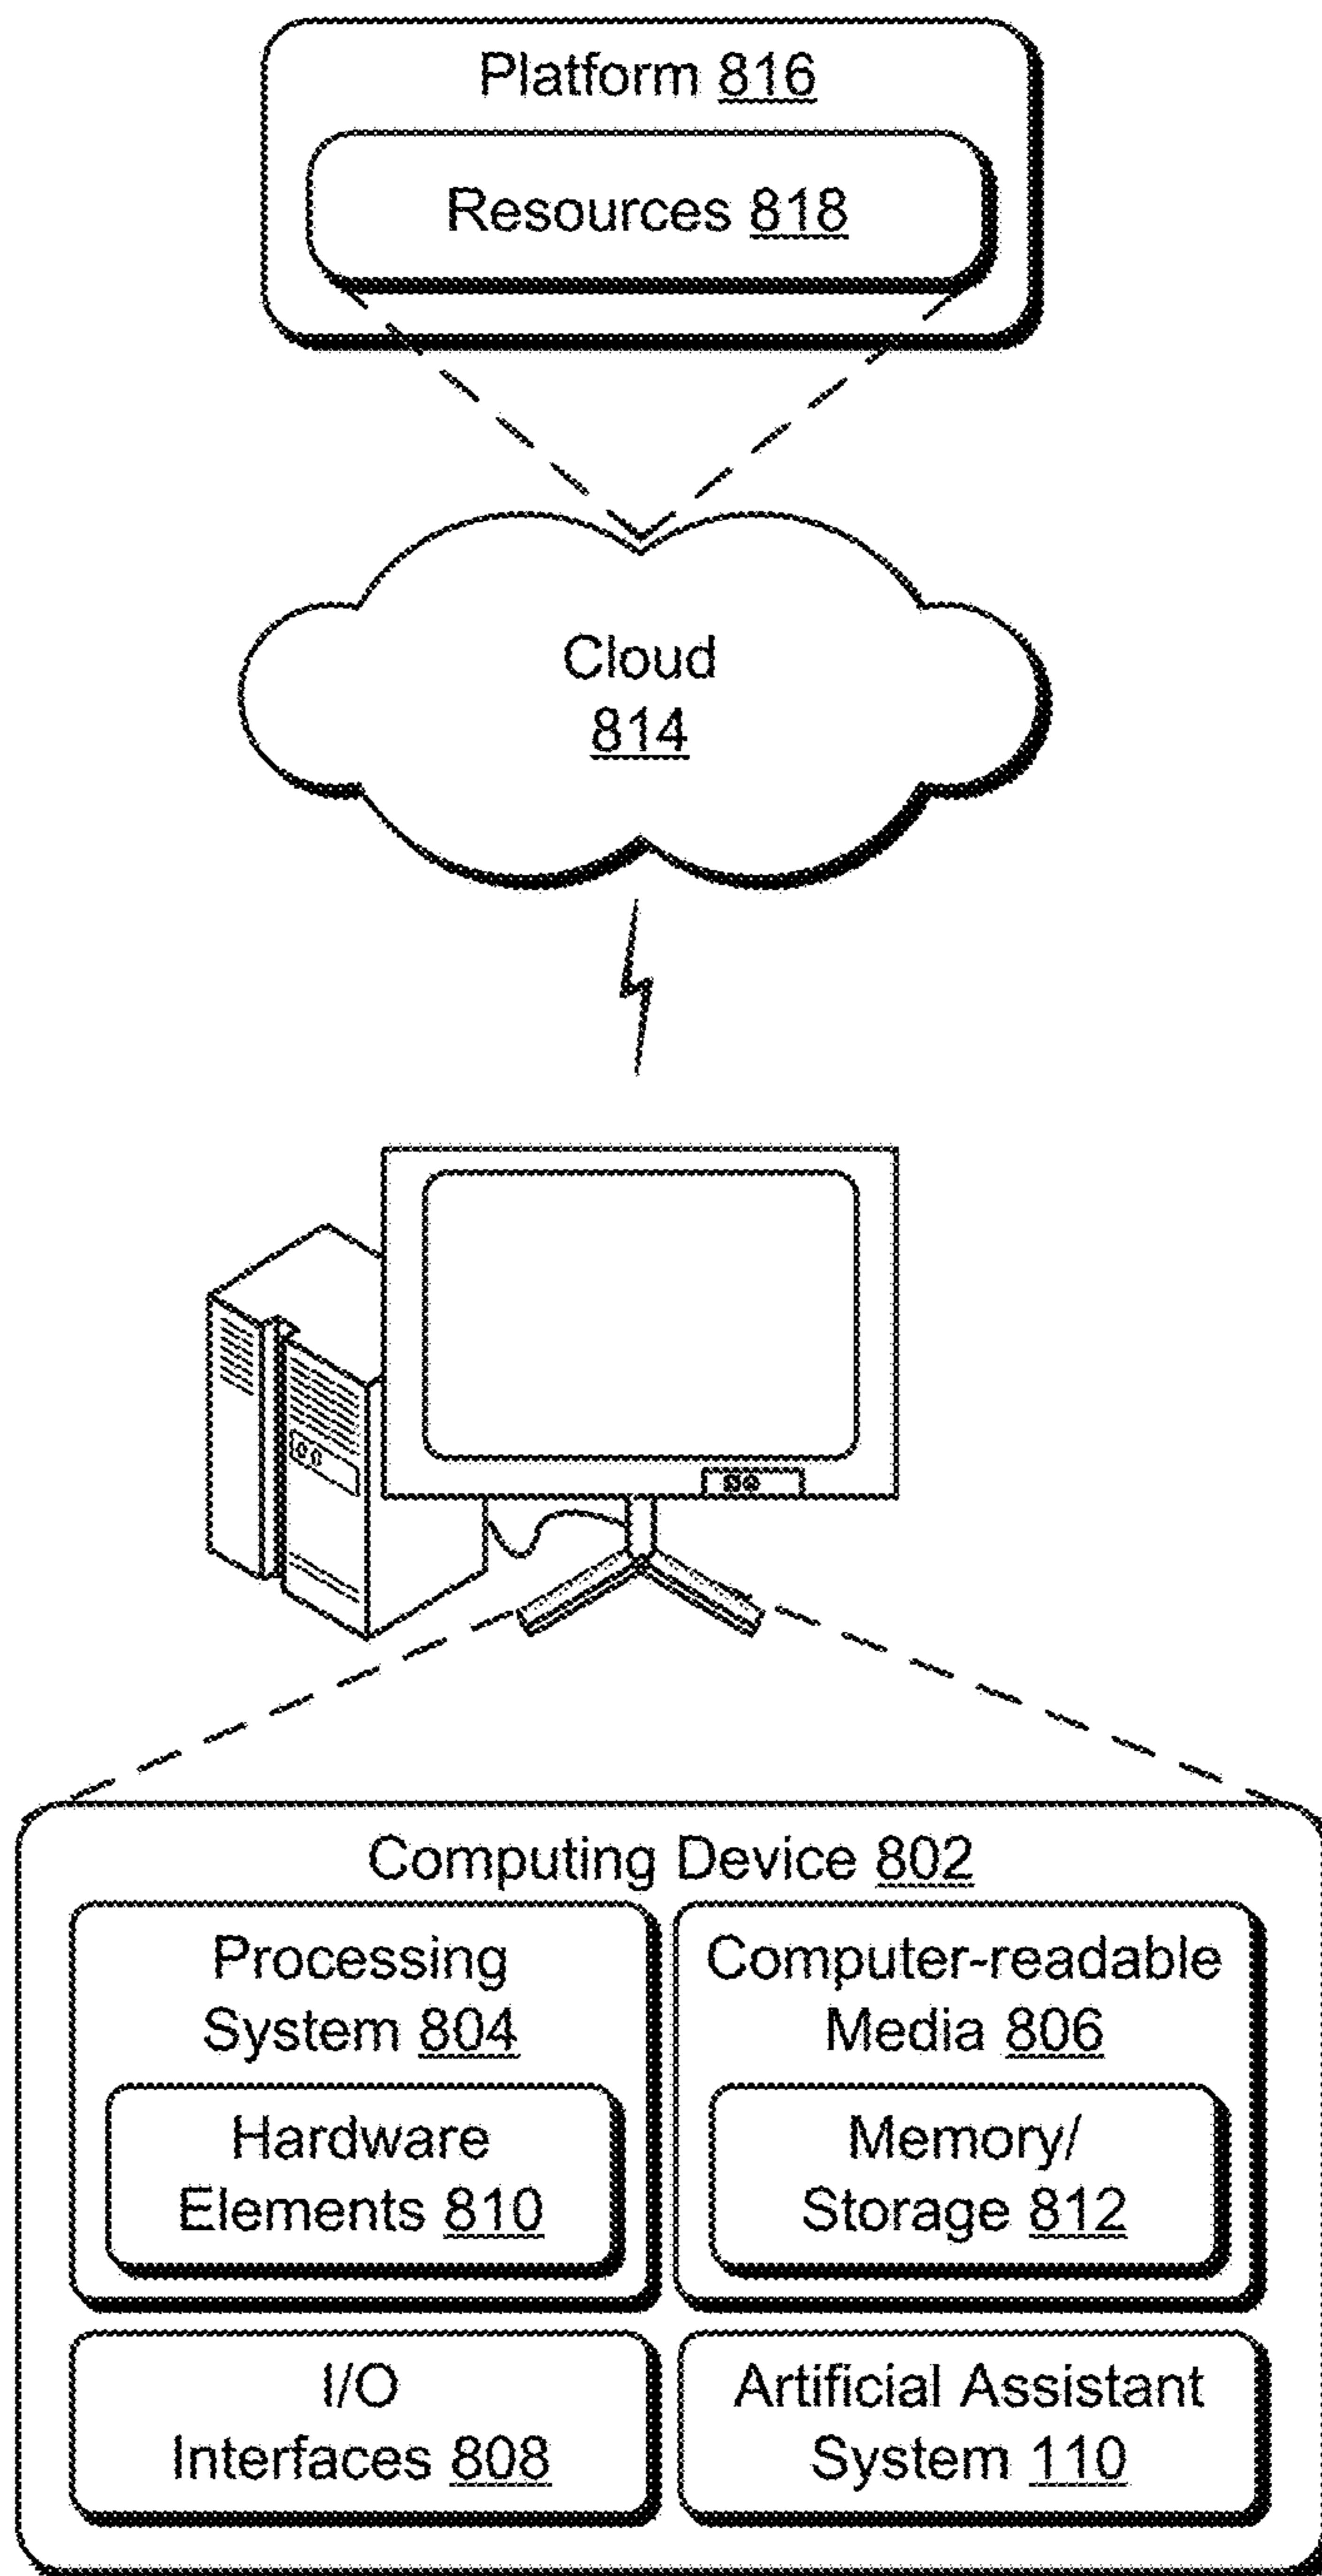 Platform 816
Resources 818
Cloud
814
Computing Device 802
Processing
System 804
Hardware
Elements 810
Computer-readable
Media 806
Memory/
Storage 812
I/O
Interfaces 808
Artificial Assistant
System 110